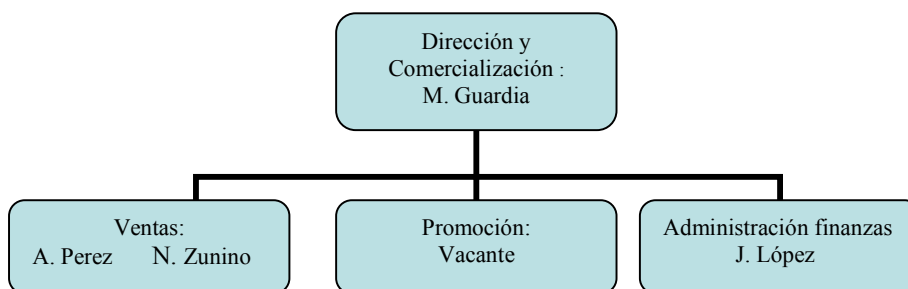 Dirección y
Comercialización :
M. Guardia
Ventas:
A. Perez N. Zunino
Promoción:
Vacante
Administración finanzas
J. López